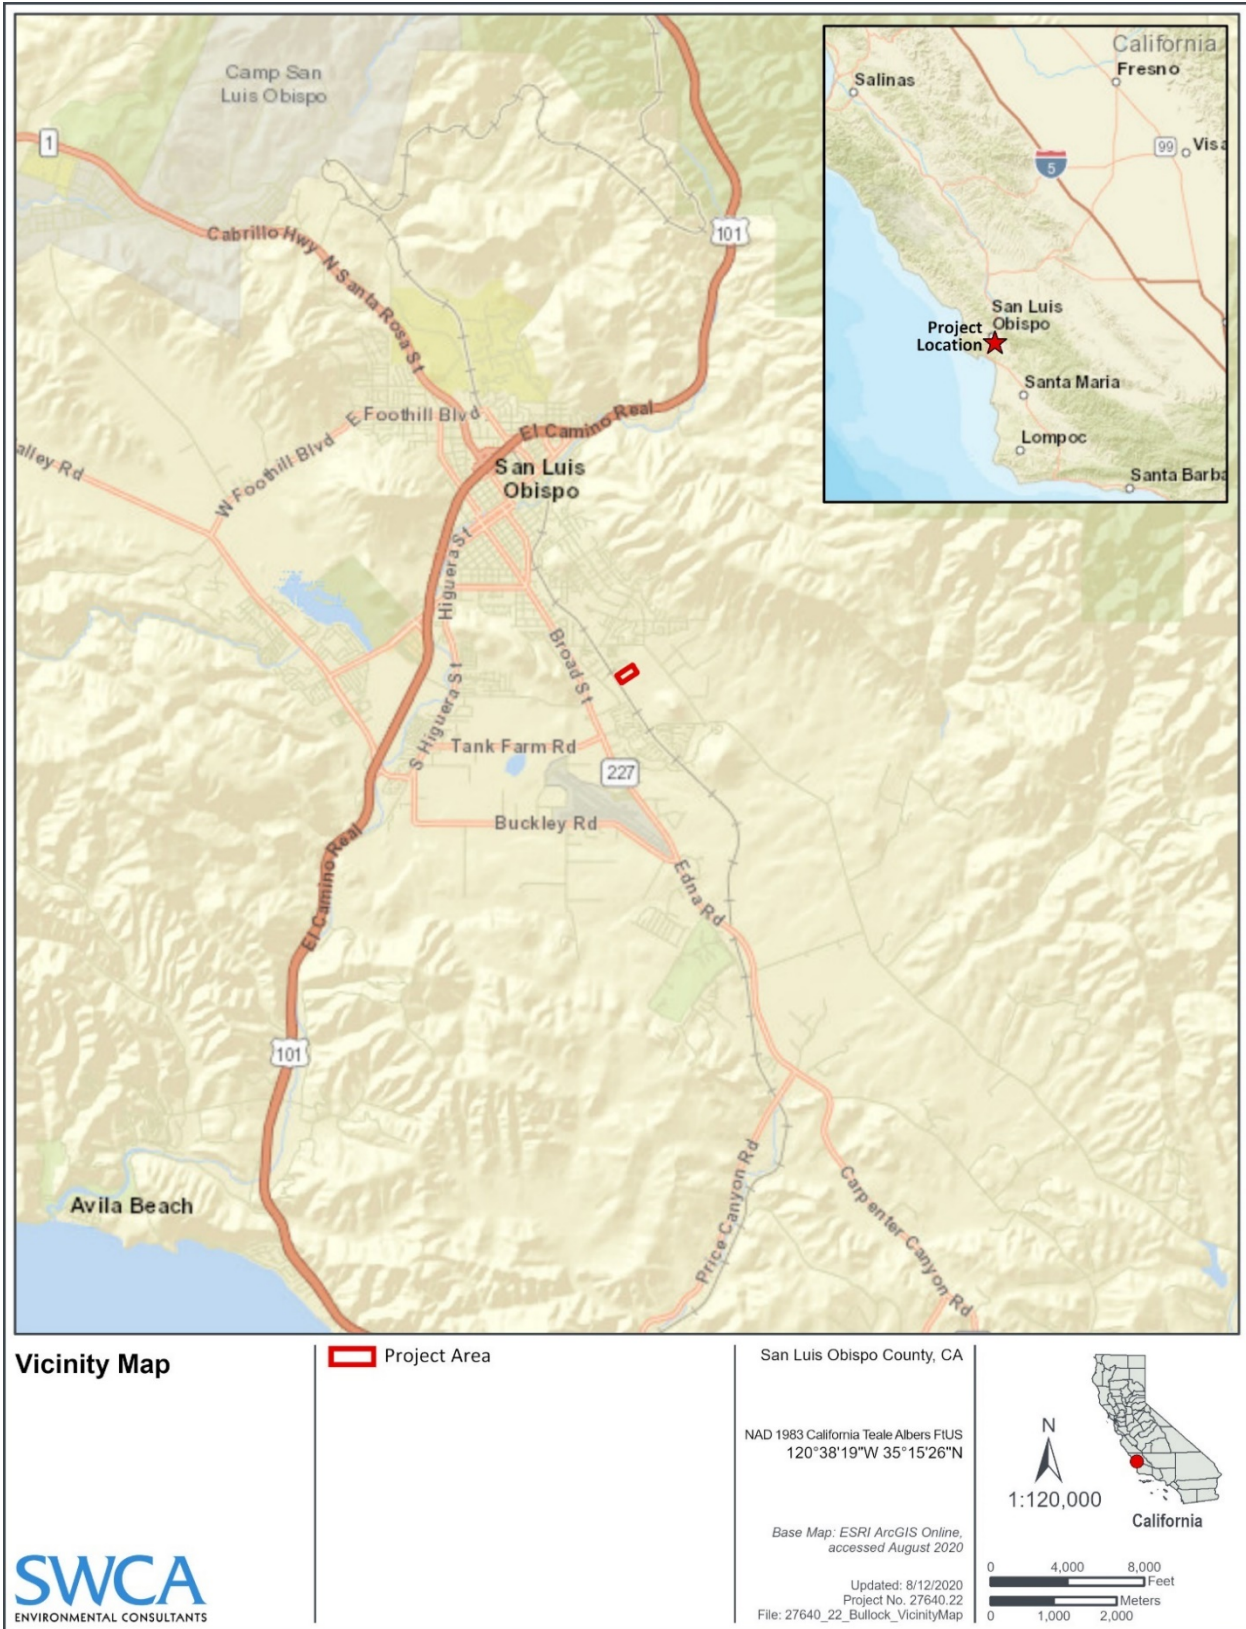 Camp San
Luis Obispo
1
Cabrillo Hwy
N Santa Rosa St
101
E Foothill Blvd
El Camino Real
alley Rd
W Foothill Blvd
San Luis
Obispo
Higuera St
Broad St
S Higuera St
Tank Farm Rd
227
Buckley Rd
El Camino Real
Edna Rd
101
Avila Beach
Price Canyon Rd
Carpenter Canyon Rd
California
Fresno
Salinas
99
Visa
5
San Luis
Obispo
Project
Location
Santa Maria
Lompoc
Santa Barba
Vicinity Map
Project Area
San Luis Obispo County, CA
NAD 1983 California Teale Albers FtUS
120°38'19"W 35°15'26"N
Base Map: ESRI ArcGIS Online,
accessed August 2020
Updated: 8/12/2020
Project No. 27640.22
File: 27640_22_Bullock_VicinityMap
N
1:120,000
California
0 4,000 8,000
Feet
Meters
0 1,000 2,000
SWCA
ENVIRONMENTAL CONSULTANTS